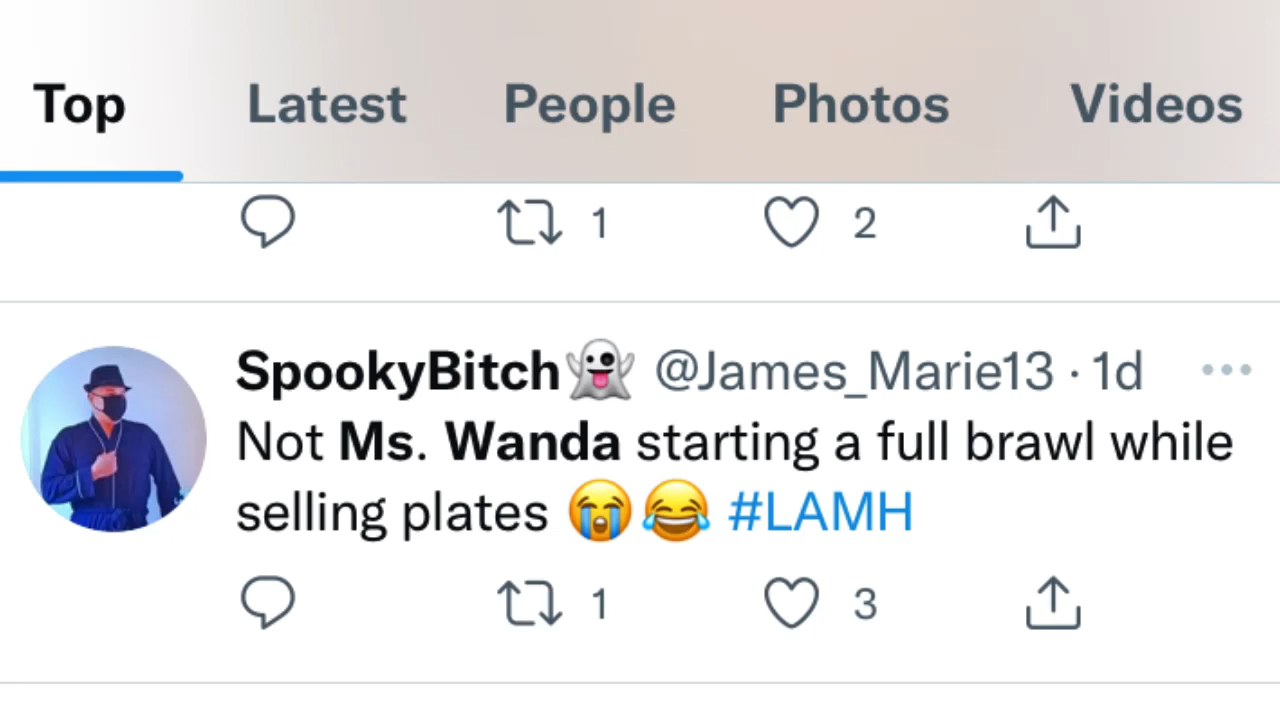 Top Latest People Photos Videos
1 2
SpookyBitch👻 @James_Marie13 · 1d
Not Ms. Wanda starting a full brawl while
selling plates 😭😂 #LAMH
1 3